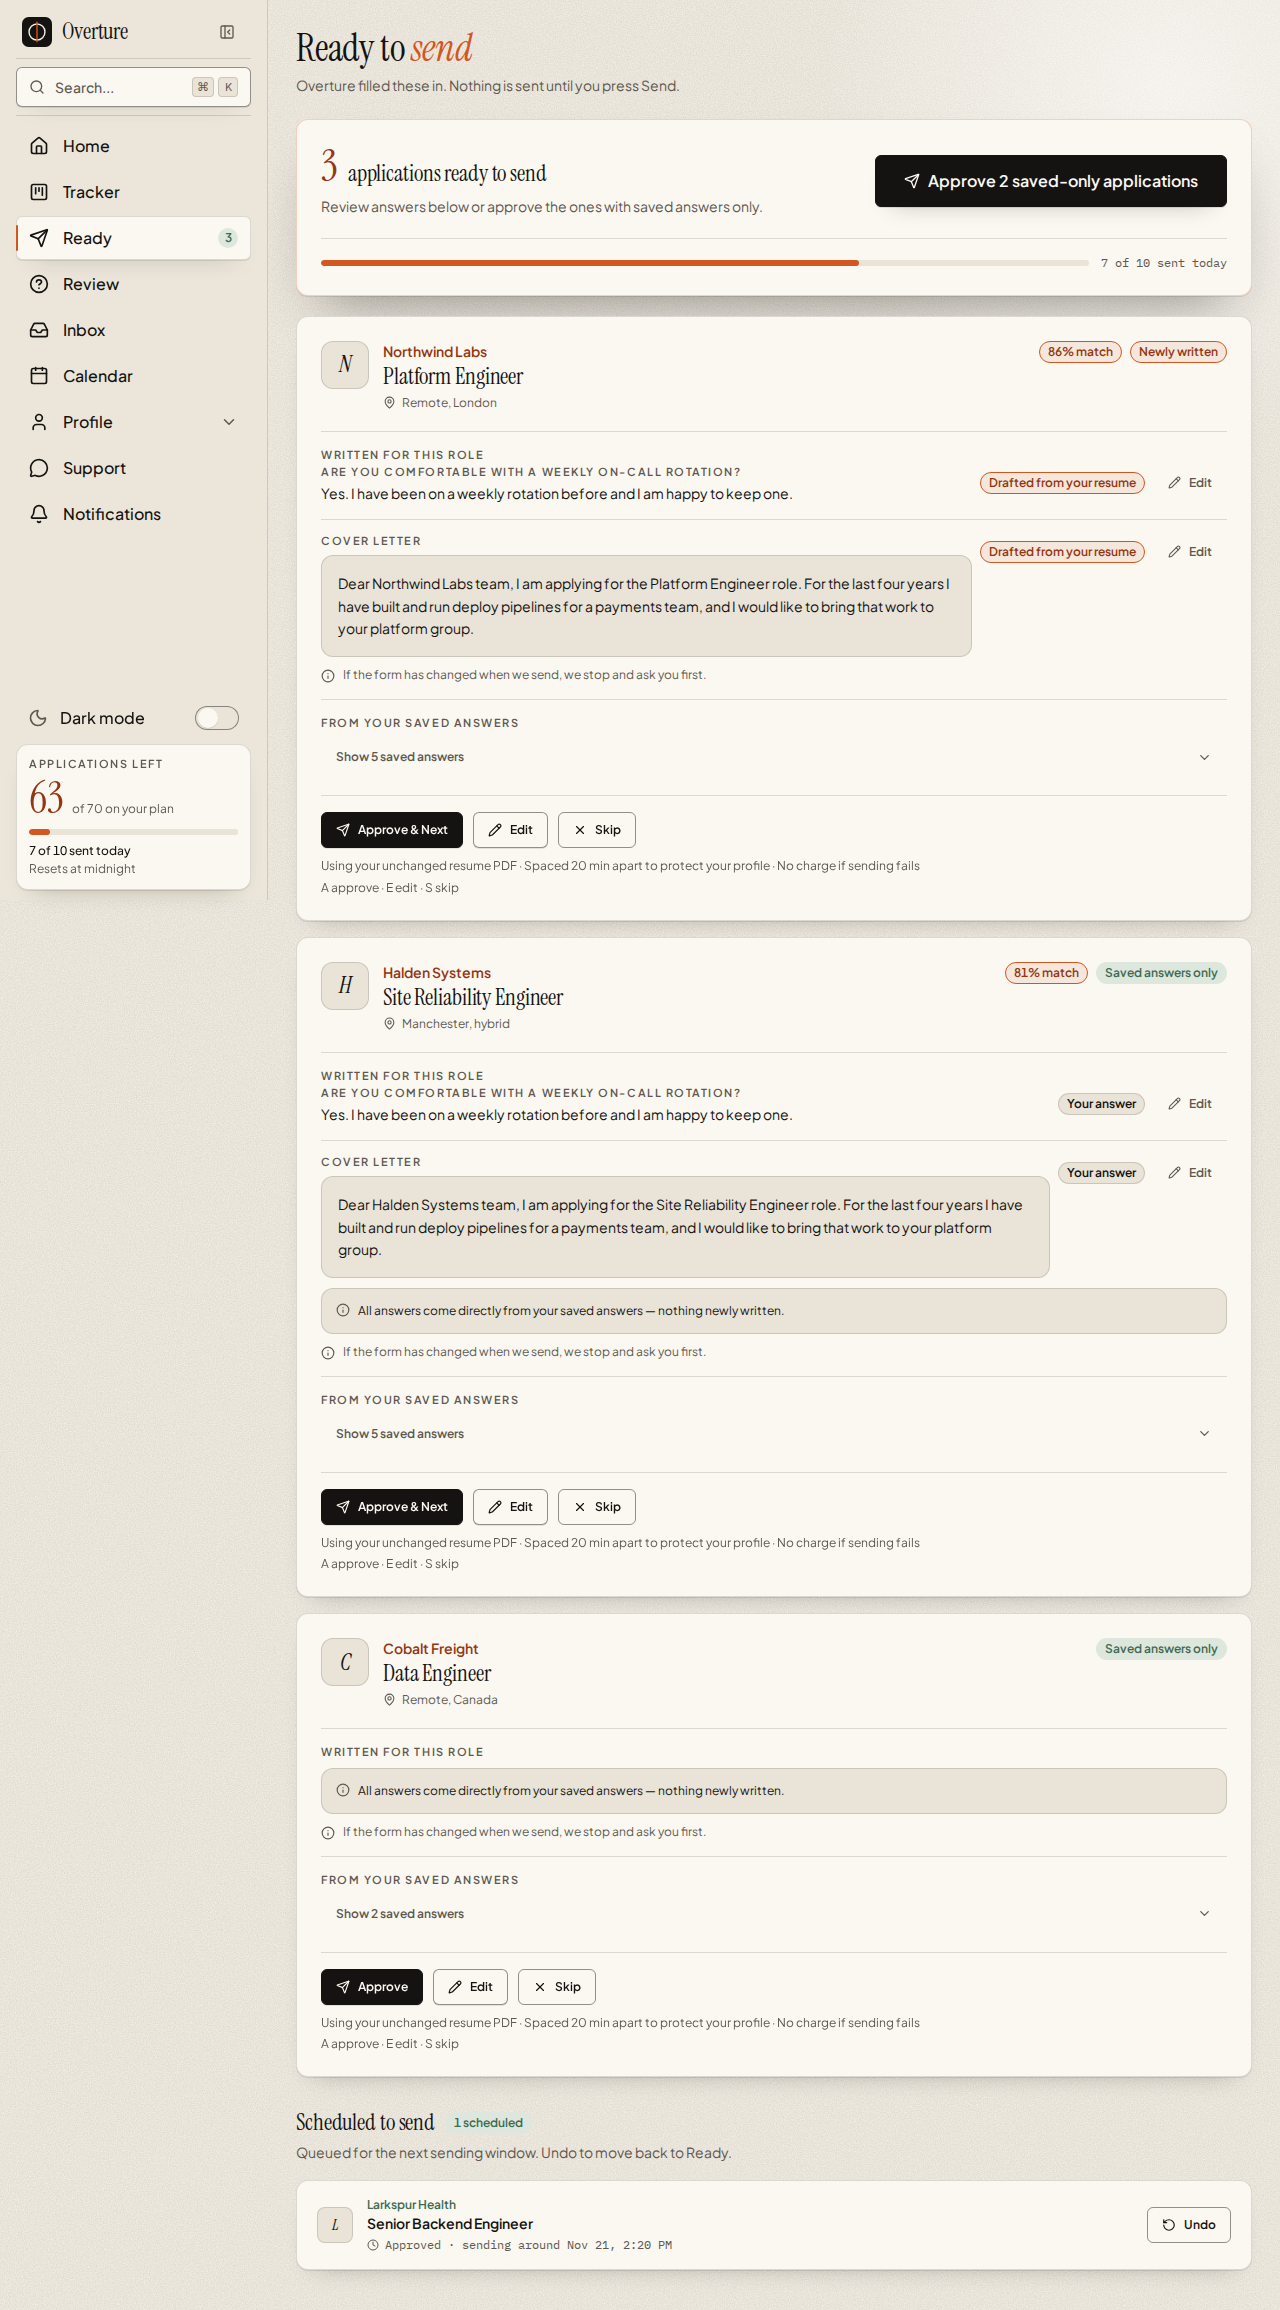 Overture
Search...
⌘ K
Home
Tracker
Ready 3
Review
Inbox
Calendar
Profile
Support
Notifications
Dark mode
APPLICATIONS LEFT
63 of 70 on your plan
7 of 10 sent today
Resets at midnight
Ready to send
Overture filled these in. Nothing is sent until you press Send.
3 applications ready to send
Review answers below or approve the ones with saved answers only.
Approve 2 saved-only applications
7 of 10 sent today
N
Northwind Labs
Platform Engineer
Remote, London
86% match
Newly written
WRITTEN FOR THIS ROLE
ARE YOU COMFORTABLE WITH A WEEKLY ON-CALL ROTATION?
Yes. I have been on a weekly rotation before and I am happy to keep one.
Drafted from your resume
Edit
COVER LETTER
Drafted from your resume
Edit
Dear Northwind Labs team, I am applying for the Platform Engineer role. For the last four years I
have built and run deploy pipelines for a payments team, and I would like to bring that work to
your platform group.
If the form has changed when we send, we stop and ask you first.
FROM YOUR SAVED ANSWERS
Show 5 saved answers
Approve & Next
Edit
Skip
Using your unchanged resume PDF · Spaced 20 min apart to protect your profile · No charge if sending fails
A approve · E edit · S skip
H
Halden Systems
Site Reliability Engineer
Manchester, hybrid
81% match
Saved answers only
WRITTEN FOR THIS ROLE
ARE YOU COMFORTABLE WITH A WEEKLY ON-CALL ROTATION?
Yes. I have been on a weekly rotation before and I am happy to keep one.
Your answer
Edit
COVER LETTER
Your answer
Edit
Dear Halden Systems team, I am applying for the Site Reliability Engineer role. For the last four years I have
built and run deploy pipelines for a payments team, and I would like to bring that work to your platform
group.
All answers come directly from your saved answers — nothing newly written.
If the form has changed when we send, we stop and ask you first.
FROM YOUR SAVED ANSWERS
Show 5 saved answers
Approve & Next
Edit
Skip
Using your unchanged resume PDF · Spaced 20 min apart to protect your profile · No charge if sending fails
A approve · E edit · S skip
C
Cobalt Freight
Data Engineer
Remote, Canada
Saved answers only
WRITTEN FOR THIS ROLE
All answers come directly from your saved answers — nothing newly written.
If the form has changed when we send, we stop and ask you first.
FROM YOUR SAVED ANSWERS
Show 2 saved answers
Approve
Edit
Skip
Using your unchanged resume PDF · Spaced 20 min apart to protect your profile · No charge if sending fails
A approve · E edit · S skip
Scheduled to send
1 scheduled
Queued for the next sending window. Undo to move back to Ready.
L
Larkspur Health
Senior Backend Engineer
Approved · sending around Nov 21, 2:20 PM
Undo